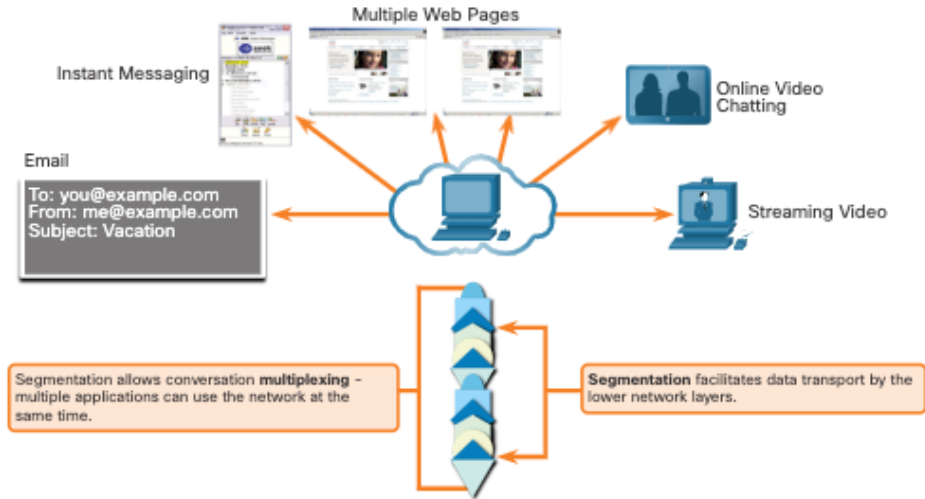 Multiple Web Pages
Instant Messaging
Online Video
Chatting
Email
To: you@example.com
From: me@example.com
Subject: Vacation
Streaming Video
Segmentation allows conversation multiplexing -
multiple applications can use the network at the
same time.
Segmentation facilitates data transport by the
lower network layers.